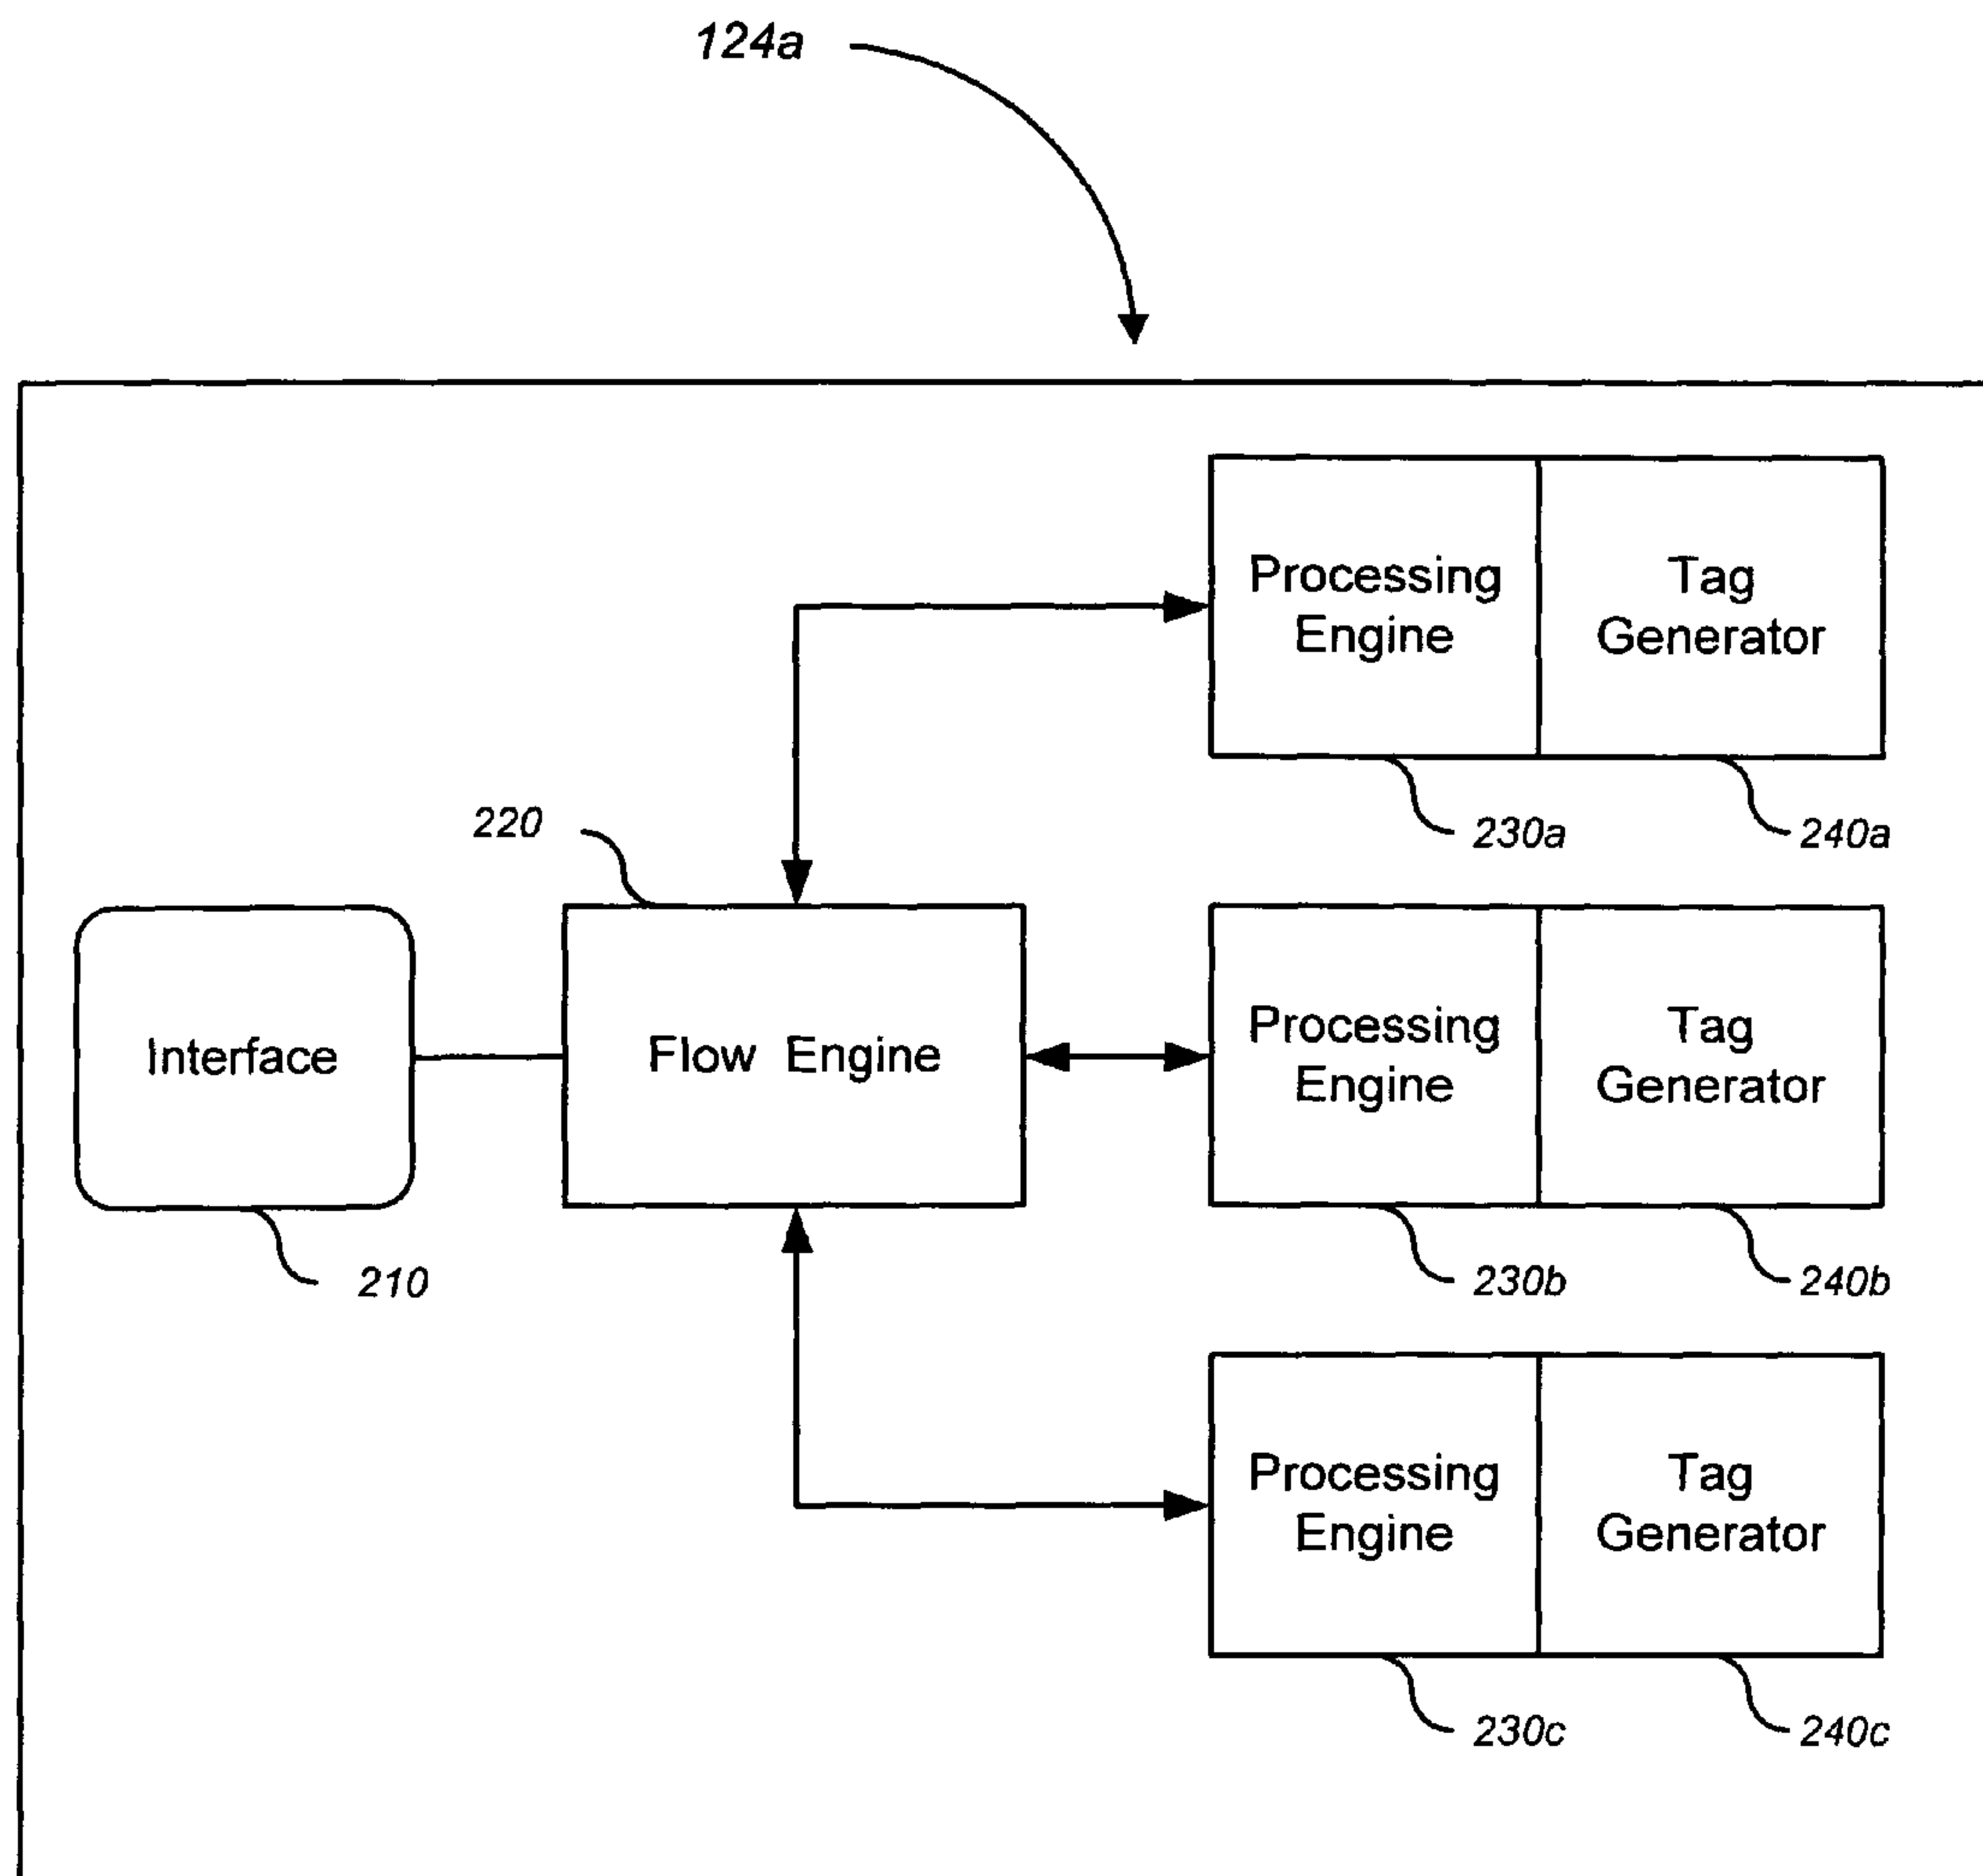 124a
Processing
Engine
Tag
Generator
230a
240a
220
Interface
Flow Engine
Processing
Engine
Tag
Generator
210
230b
240b
Processing
Engine
Tag
Generator
230c
240c